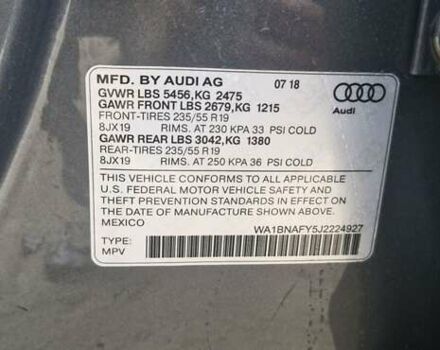 MFD. BY AUDI AG 07 18
GVWR LBS 5456,KG 2475
GAWR FRONT LBS 2679,KG 1215
FRONT-TIRES 235/55 R19
8JX19 RIMS. AT 230 KPA 33 PSI COLD
GAWR REAR LBS 3042,KG 1380
REAR-TIRES 235/55 R19
8JX19 RIMS. AT 250 KPA 36 PSI COLD
Audi
THIS VEHICLE CONFORMS TO ALL APPLICABLE
U.S. FEDERAL MOTOR VEHICLE SAFETY AND
THEFT PREVENTION STANDARDS IN EFFECT ON
THE DATE OF MANUFACTURE SHOWN ABOVE.
MEXICO
WA1BNAFY5J2224927
TYPE:
MPV